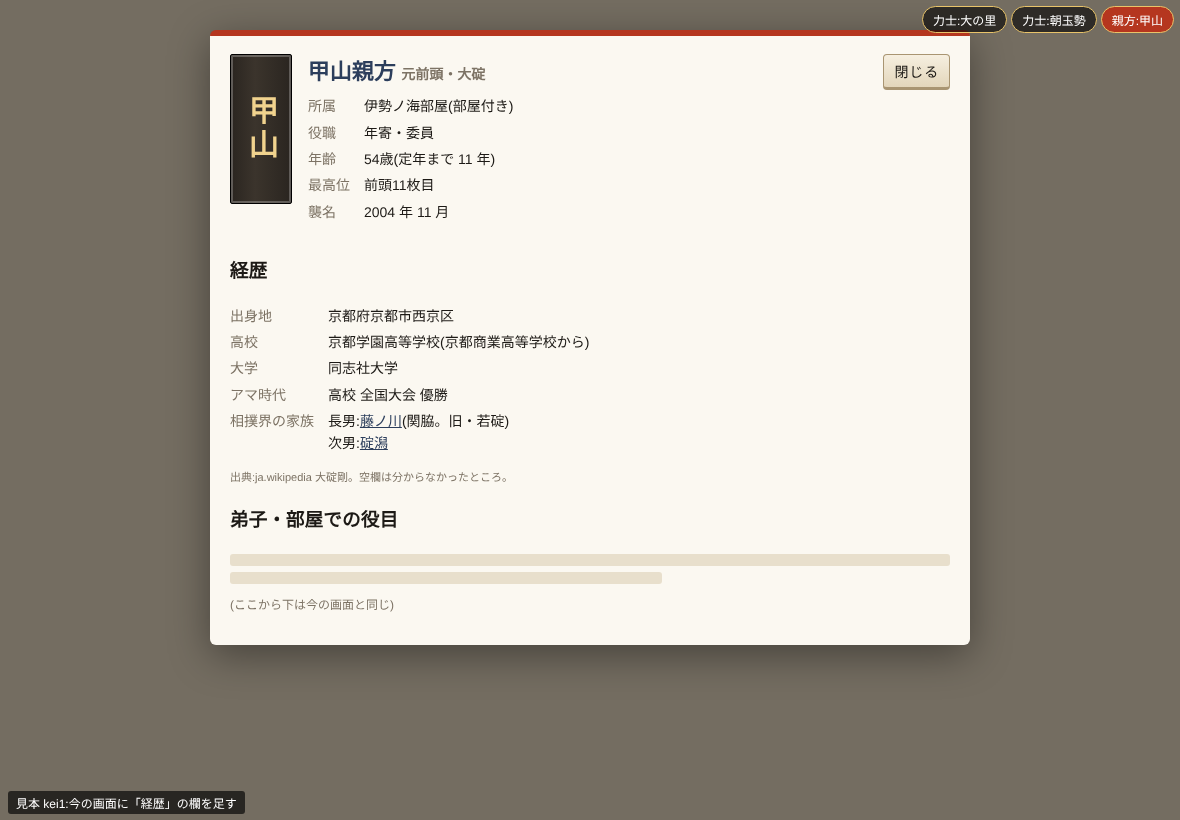 力士:大の里
力士:朝玉勢
親方:甲山
甲山
甲山親方 元前頭・大碇
閉じる
所属 伊勢ノ海部屋(部屋付き)
役職 年寄・委員
年齢 54歳(定年まで 11 年)
最高位 前頭11枚目
襲名 2004 年 11 月
経歴
出身地 京都府京都市西京区
高校 京都学園高等学校(京都商業高等学校から)
大学 同志社大学
アマ時代 高校 全国大会 優勝
相撲界の家族 長男:藤ノ川(関脇。旧・若碇)
次男:碇潟
出典:ja.wikipedia 大碇剛。空欄は分からなかったところ。
弟子・部屋での役目
(ここから下は今の画面と同じ)
見本 kei1:今の画面に「経歴」の欄を足す